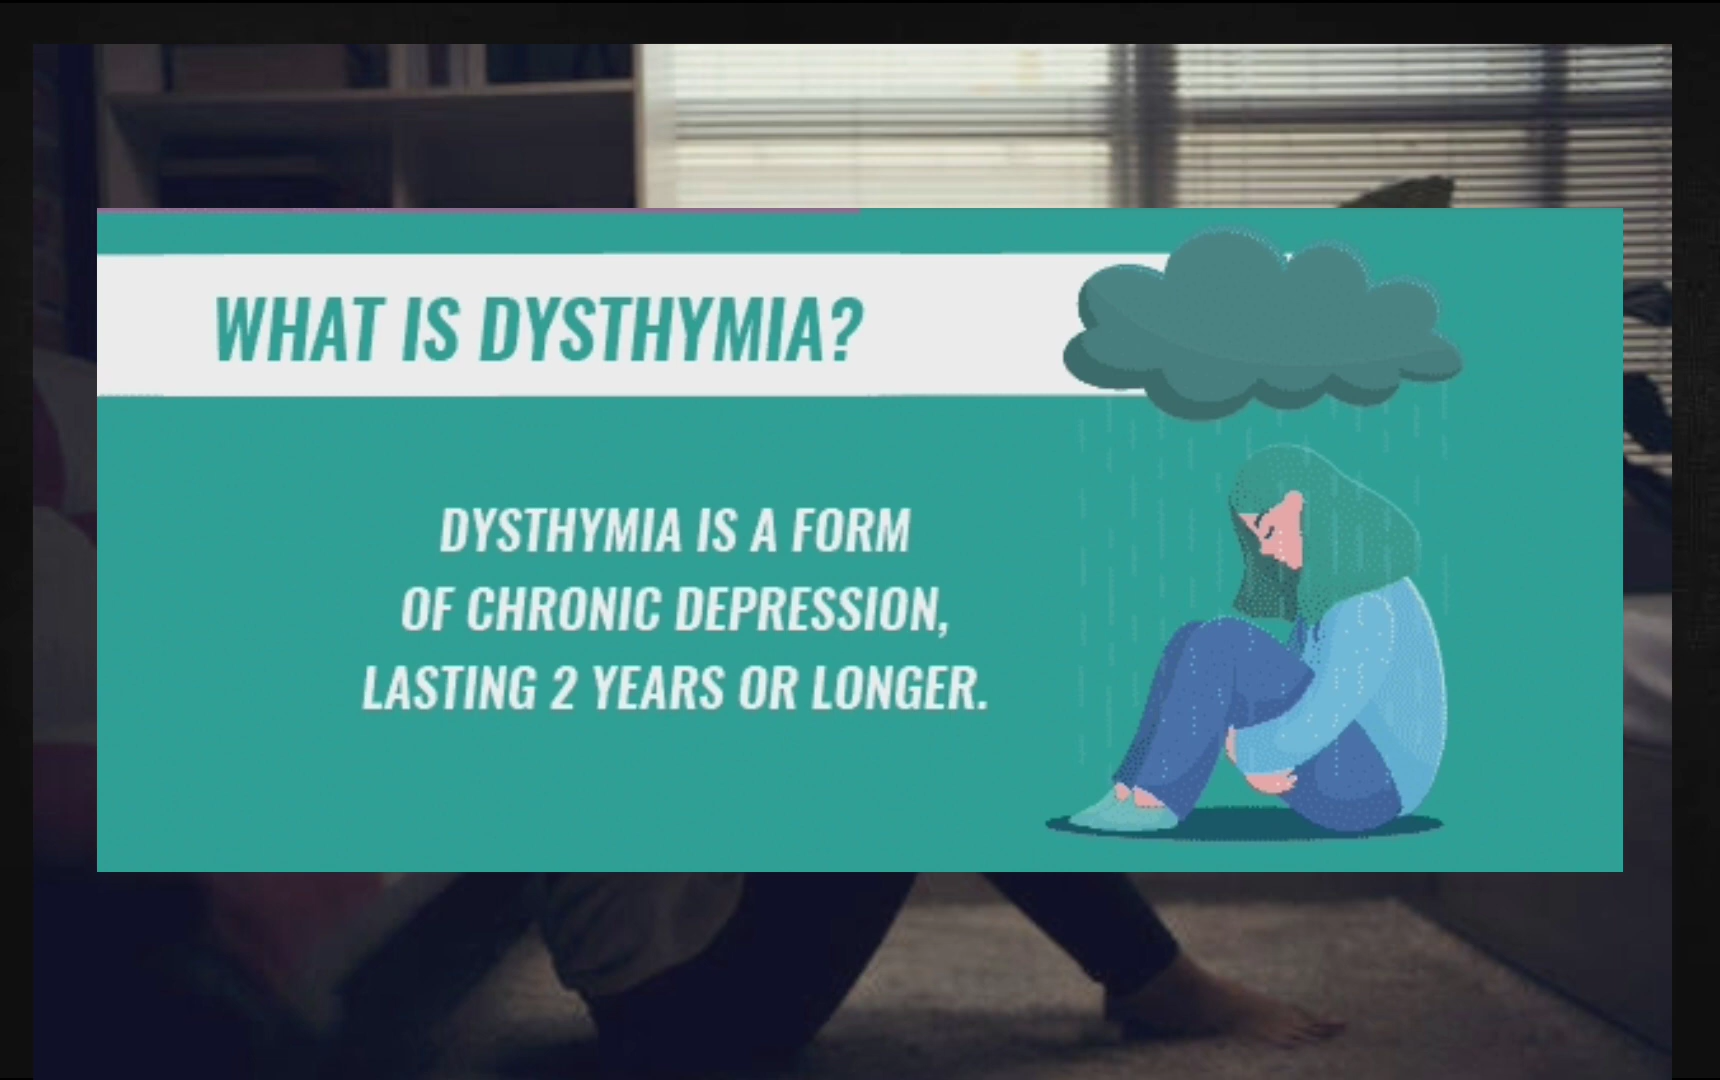 WHAT IS DYSTHYMIA?
DYSTHYMIA IS A FORM
OF CHRONIC DEPRESSION,
LASTING 2 YEARS OR LONGER.